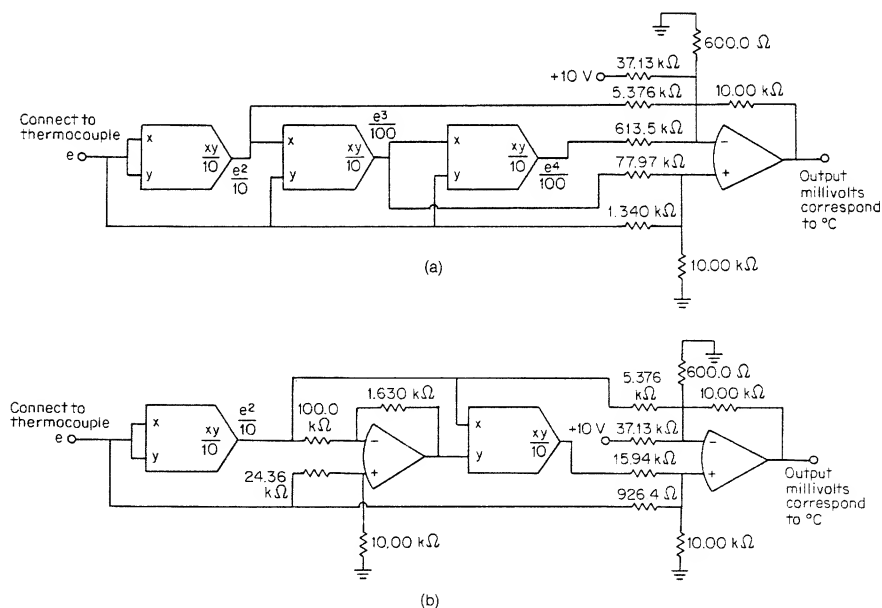 600.0 Ω
37.13 kΩ
+10 V
5.376 kΩ
10.00 kΩ
Connect to
thermocouple
e
x
y
xy/10
e²/10
x
y
xy/10
e³/100
x
y
xy/10
e⁴/100
613.5 kΩ
77.97 kΩ
−
+
Output
millivolts
correspond
to °C
1.340 kΩ
10.00 kΩ
(a)
600.0 Ω
5.376
kΩ
10.00 kΩ
Connect to
thermocouple
e
x
y
xy/10
e²/10
100.0
kΩ
1.630 kΩ
−
+
24.36
kΩ
x
y
xy/10
+10 V
37.13 kΩ
15.94 kΩ
926.4 Ω
−
+
Output
millivolts
correspond
to °C
10.00 kΩ
10.00 kΩ
(b)